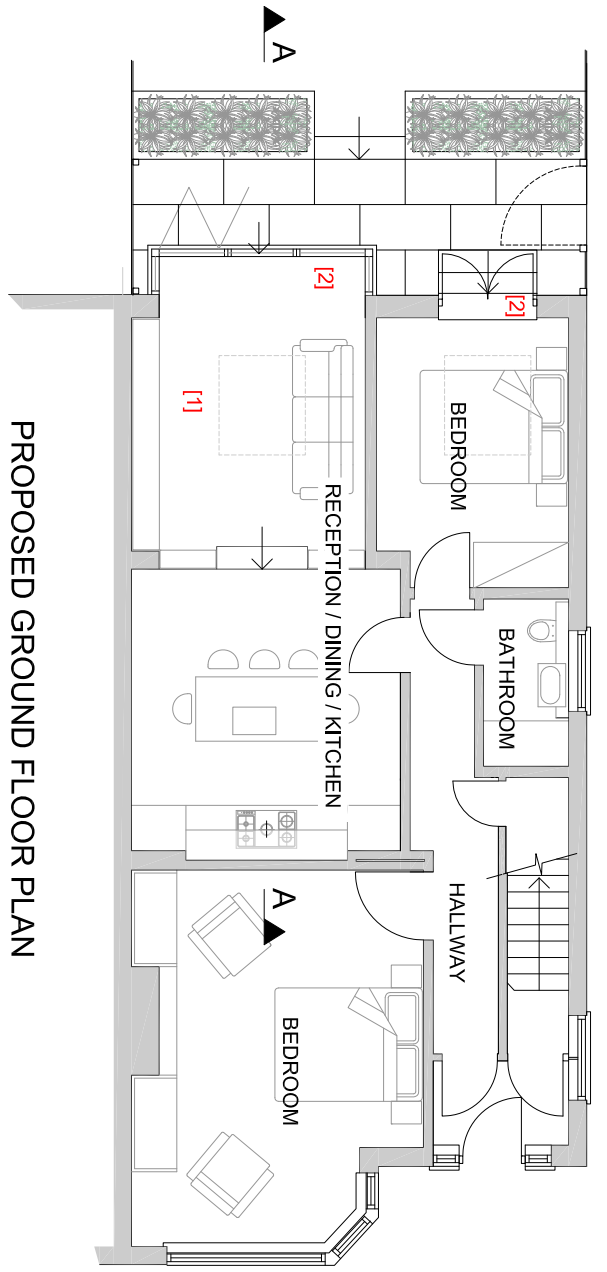 A
[2]
[2]
[1]
BEDROOM
RECEPTION / DINING / KITCHEN
BATHROOM
HALLWAY
A
BEDROOM
PROPOSED GROUND FLOOR PLAN